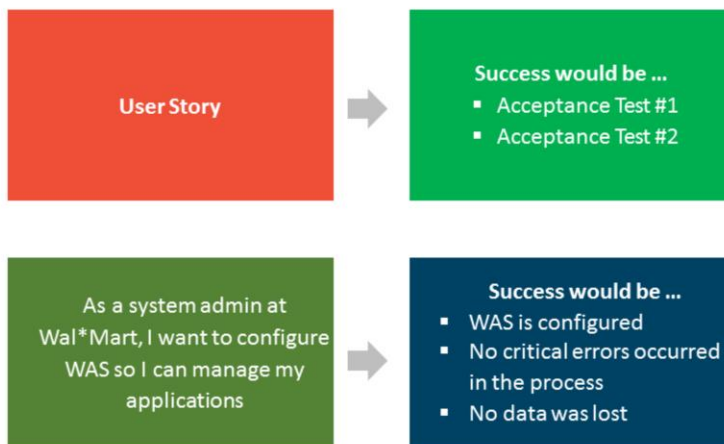 User Story
Success would be ...
▪ Acceptance Test #1
▪ Acceptance Test #2
As a system admin at
Wal*Mart, I want to configure
WAS so I can manage my
applications
Success would be ...
▪ WAS is configured
▪ No critical errors occurred
in the process
▪ No data was lost